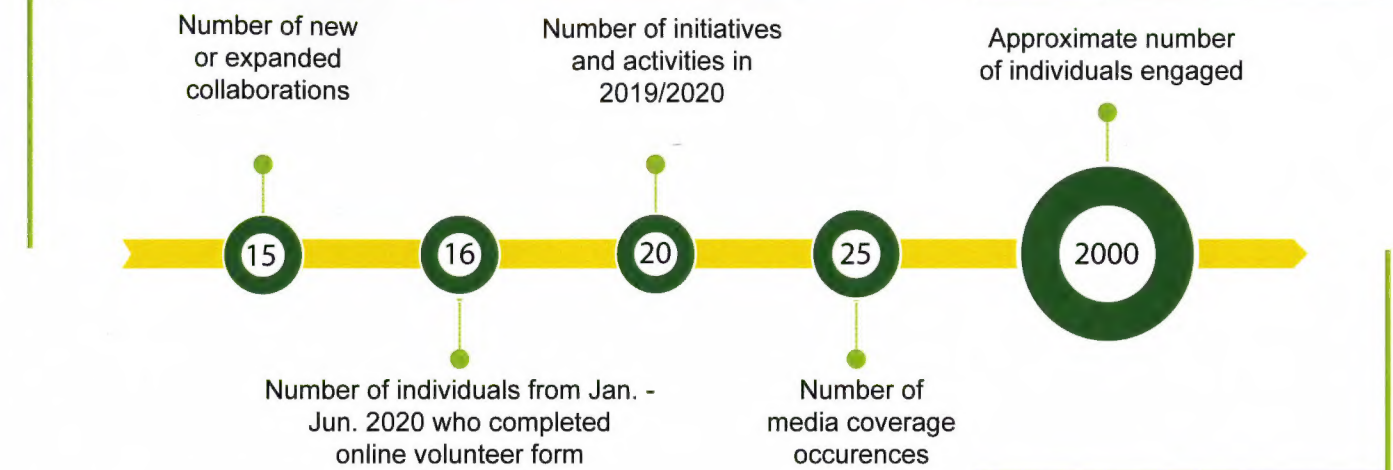 Number of new
or expanded
collaborations
Number of initiatives
and activities in
2019/2020
Approximate number
of individuals engaged
15
16
20
25
2000
Number of individuals from Jan. -
Jun. 2020 who completed
online volunteer form
Number of
media coverage
occurences